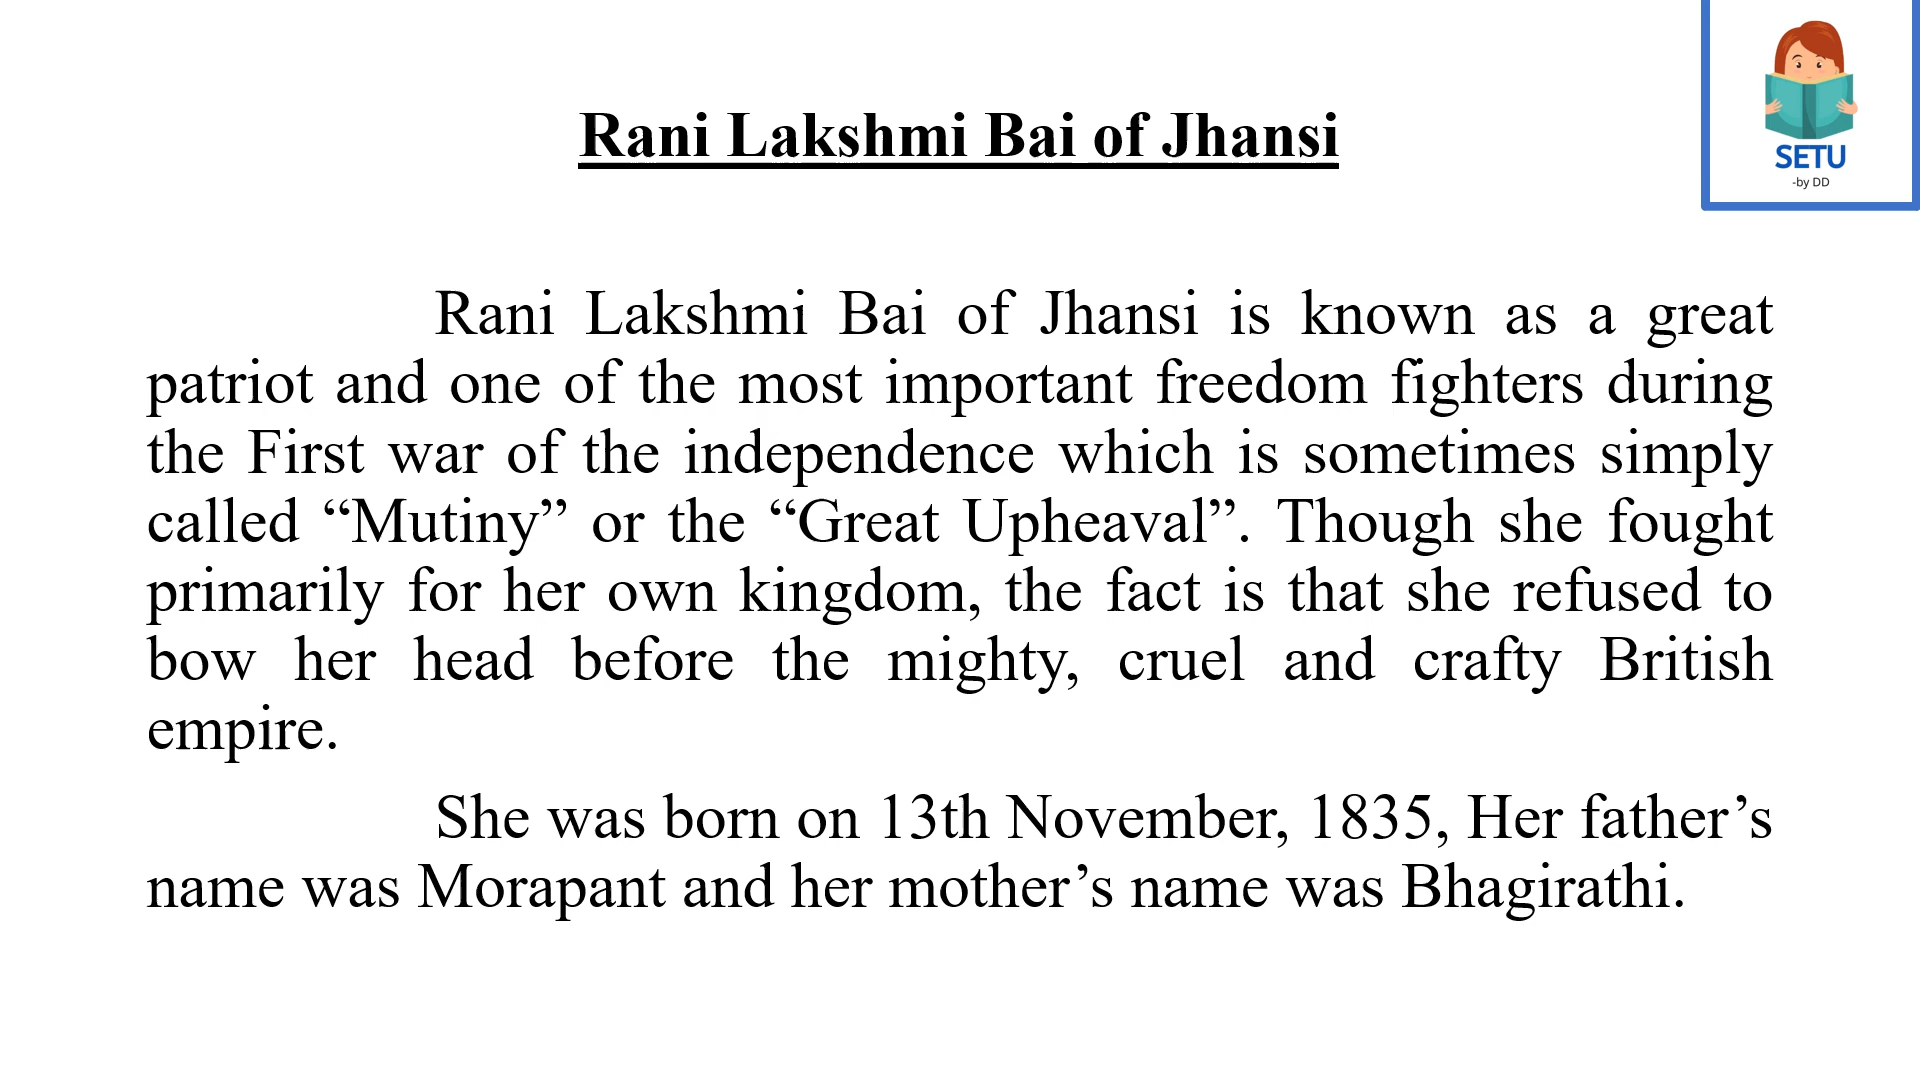 Rani Lakshmi Bai of Jhansi
SETU
-by DD
Rani Lakshmi Bai of Jhansi is known as a great
patriot and one of the most important freedom fighters during
the First war of the independence which is sometimes simply
called “Mutiny” or the “Great Upheaval”. Though she fought
primarily for her own kingdom, the fact is that she refused to
bow her head before the mighty, cruel and crafty British
empire.
She was born on 13th November, 1835, Her father’s
name was Morapant and her mother’s name was Bhagirathi.